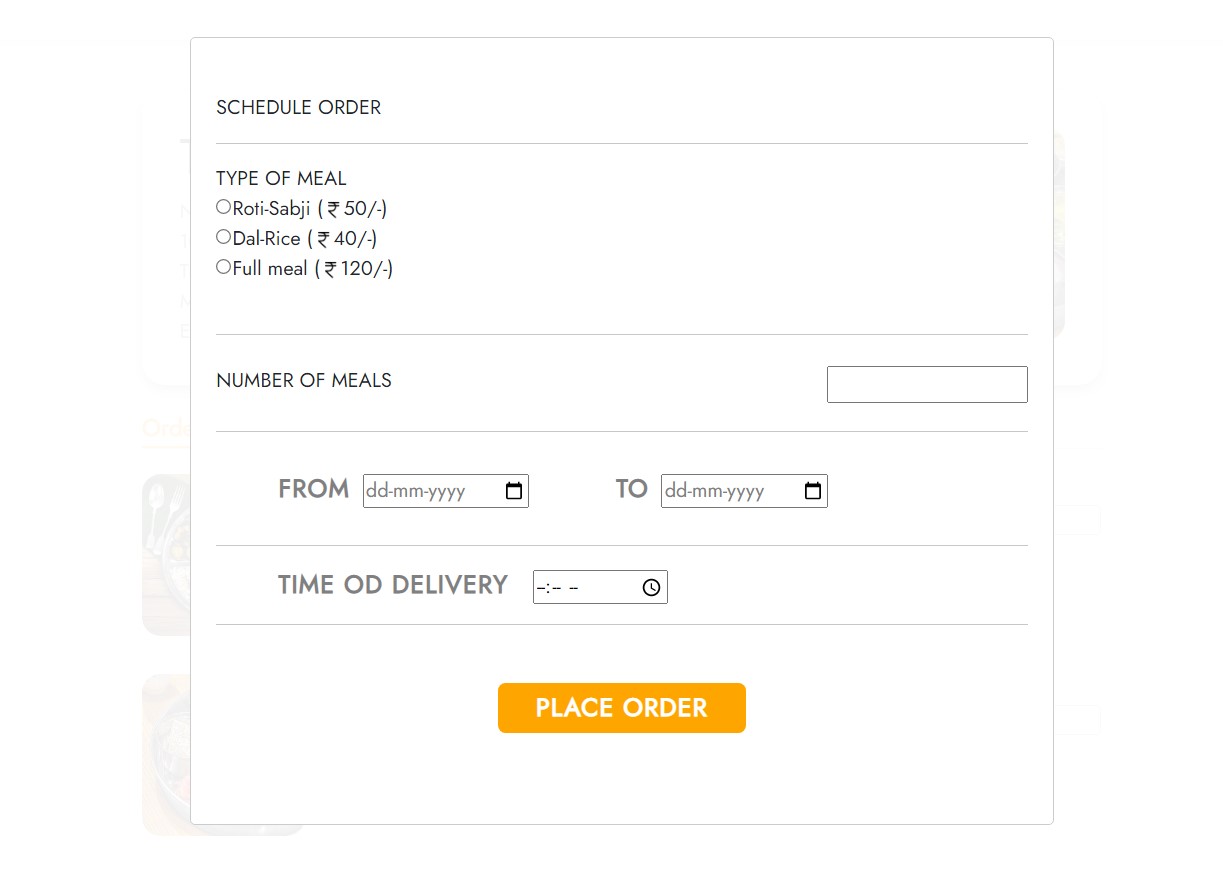 SCHEDULE ORDER
TYPE OF MEAL
Roti-Sabji (₹ 50/-)
Dal-Rice (₹ 40/-)
Full meal (₹ 120/-)
NUMBER OF MEALS
FROM dd-mm-yyyy TO dd-mm-yyyy
TIME OD DELIVERY --:-- --
PLACE ORDER